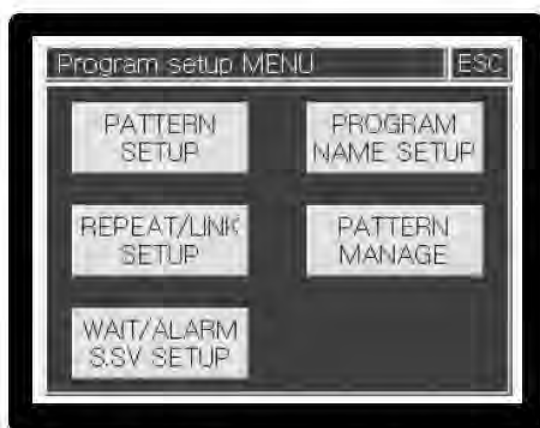 Program setup MENU ESC
PATTERN
SETUP
PROGRAM
NAME SETUP
REPEAT/LINK
SETUP
PATTERN
MANAGE
WAIT/ALARM
S.SV SETUP